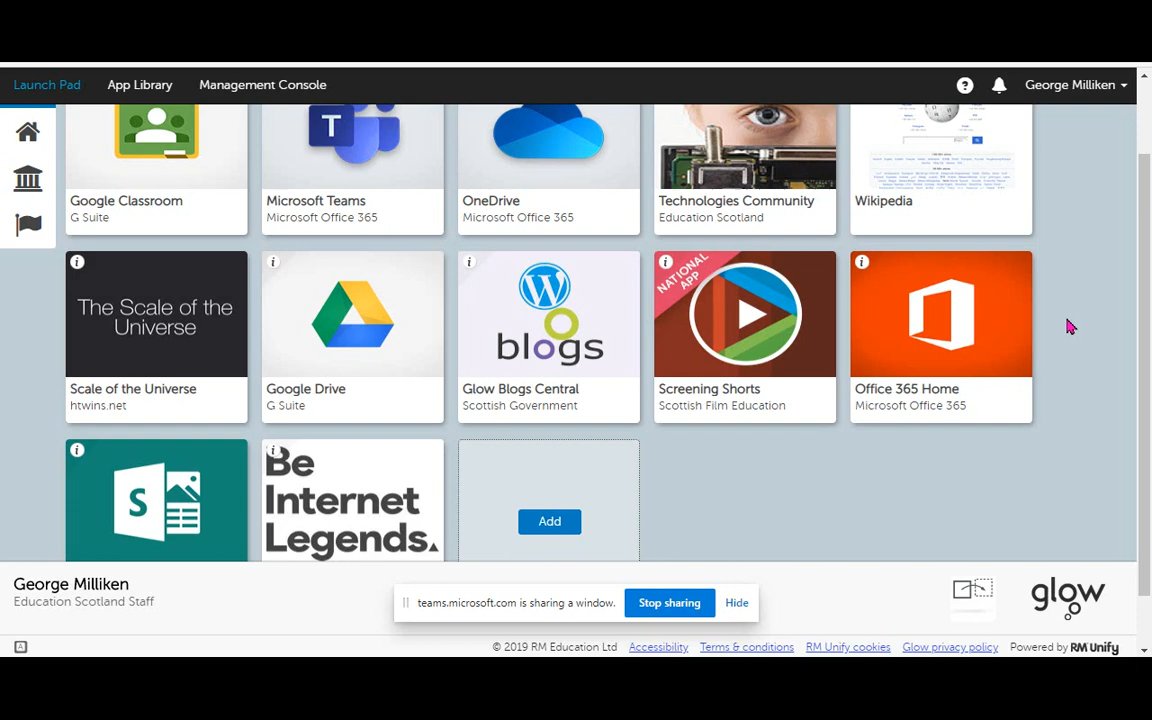 Launch Pad App Library Management Console George Milliken
T
Google Classroom
G Suite
Microsoft Teams
Microsoft Office 365
OneDrive
Microsoft Office 365
Technologies Community
Education Scotland
Wikipedia
The Scale of the
Universe
Scale of the Universe
htwins.net
Google Drive
G Suite
blogs
Glow Blogs Central
Scottish Government
NATIONAL
APP
Screening Shorts
Scottish Film Education
Office 365 Home
Microsoft Office 365
S
Be
Internet
Legends.
Add
George Milliken
Education Scotland Staff
teams.microsoft.com is sharing a window. Stop sharing Hide
glow
© 2019 RM Education Ltd Accessibility Terms & conditions RM Unify cookies Glow privacy policy Powered by RM Unify